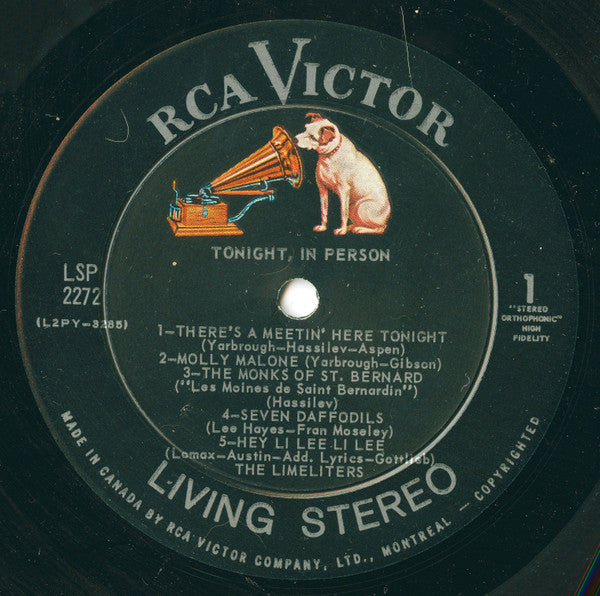 RCA VICTOR
TONIGHT, IN PERSON
LSP
2272
(L2PY-3285)
1
"STEREO
ORTHOPHONIC"
HIGH
FIDELITY
1-THERE'S A MEETIN' HERE TONIGHT
(Yarbrough-Hassilev-Aspen)
2-MOLLY MALONE (Yarbrough-Gibson)
3-THE MONKS OF ST. BERNARD
("Les Moines de Saint Bernardin")
(Hassilev)
4-SEVEN DAFFODILS
(Lee Hayes-Fran Moseley)
5-HEY LI LEE LI LEE
(Lomax-Austin-Add. Lyrics-Gottlieb)
THE LIMELITERS
LIVING STEREO
MADE IN CANADA BY RCA VICTOR COMPANY, LTD., MONTREAL - COPYRIGHTED